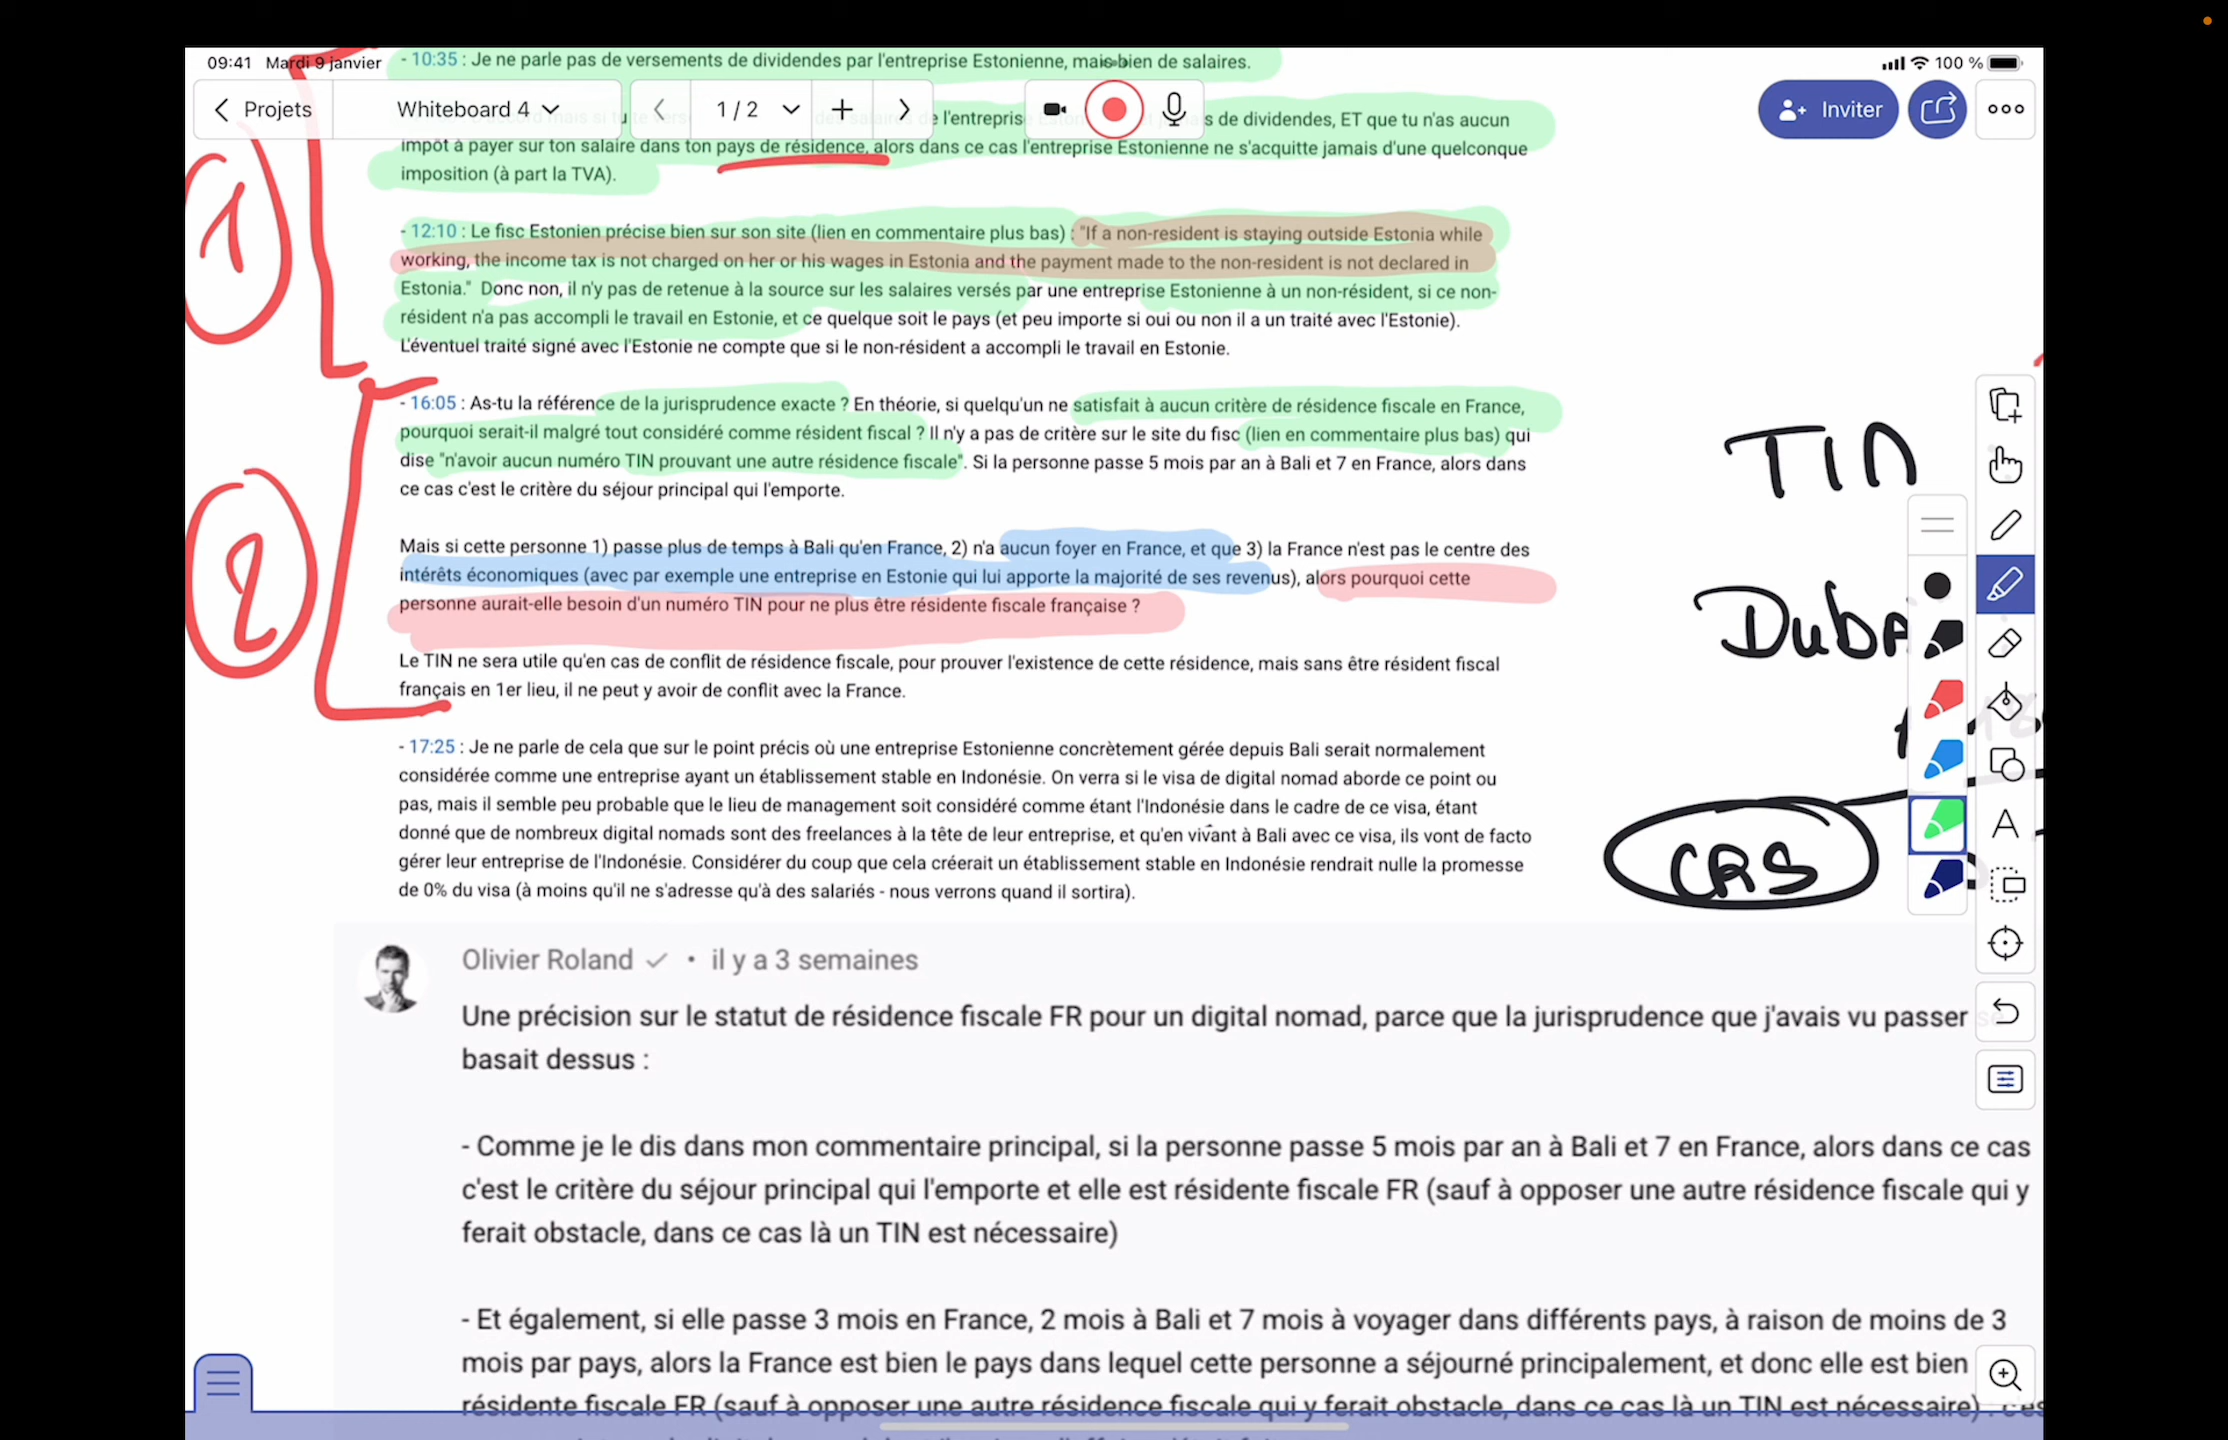 09:41 Mardi 9 janvier
- 10:35 : Je ne parle pas de versements de dividendes par l'entreprise Estonienne, mais bien de salaires.
100 %
Projets
Whiteboard 4
1 / 2
Inviter
l'entreprise
s de dividendes, ET que tu n'as aucun
impôt à payer sur ton salaire dans ton pays de résidence, alors dans ce cas l'entreprise Estonienne ne s'acquitte jamais d'une quelconque
imposition (à part la TVA).
1
- 12:10 : Le fisc Estonien précise bien sur son site (lien en commentaire plus bas) : "If a non-resident is staying outside Estonia while
working, the income tax is not charged on her or his wages in Estonia and the payment made to the non-resident is not declared in
Estonia." Donc non, il n'y pas de retenue à la source sur les salaires versés par une entreprise Estonienne à un non-résident, si ce non-
résident n'a pas accompli le travail en Estonie, et ce quelque soit le pays (et peu importe si oui ou non il a un traité avec l'Estonie).
L'éventuel traité signé avec l'Estonie ne compte que si le non-résident a accompli le travail en Estonie.
- 16:05 : As-tu la référence de la jurisprudence exacte ? En théorie, si quelqu'un ne satisfait à aucun critère de résidence fiscale en France,
pourquoi serait-il malgré tout considéré comme résident fiscal ? Il n'y a pas de critère sur le site du fisc (lien en commentaire plus bas) qui
dise "n'avoir aucun numéro TIN prouvant une autre résidence fiscale". Si la personne passe 5 mois par an à Bali et 7 en France, alors dans
ce cas c'est le critère du séjour principal qui l'emporte.
TIN
2
Mais si cette personne 1) passe plus de temps à Bali qu'en France, 2) n'a aucun foyer en France, et que 3) la France n'est pas le centre des
intérêts économiques (avec par exemple une entreprise en Estonie qui lui apporte la majorité de ses revenus), alors pourquoi cette
personne aurait-elle besoin d'un numéro TIN pour ne plus être résidente fiscale française ?
Le TIN ne sera utile qu'en cas de conflit de résidence fiscale, pour prouver l'existence de cette résidence, mais sans être résident fiscal
français en 1er lieu, il ne peut y avoir de conflit avec la France.
A
- 17:25 : Je ne parle de cela que sur le point précis où une entreprise Estonienne concrètement gérée depuis Bali serait normalement
considérée comme une entreprise ayant un établissement stable en Indonésie. On verra si le visa de digital nomad aborde ce point ou
pas, mais il semble peu probable que le lieu de management soit considéré comme étant l'Indonésie dans le cadre de ce visa, étant
donné que de nombreux digital nomads sont des freelances à la tête de leur entreprise, et qu'en vivant à Bali avec ce visa, ils vont de facto
gérer leur entreprise de l'Indonésie. Considérer du coup que cela créerait un établissement stable en Indonésie rendrait nulle la promesse
de 0% du visa (à moins qu'il ne s'adresse qu'à des salariés - nous verrons quand il sortira).
CRS
Olivier Roland • il y a 3 semaines
Une précision sur le statut de résidence fiscale FR pour un digital nomad, parce que la jurisprudence que j'avais vu passer se
basait dessus :
- Comme je le dis dans mon commentaire principal, si la personne passe 5 mois par an à Bali et 7 en France, alors dans ce cas
c'est le critère du séjour principal qui l'emporte et elle est résidente fiscale FR (sauf à opposer une autre résidence fiscale qui y
ferait obstacle, dans ce cas là un TIN est nécessaire)
- Et également, si elle passe 3 mois en France, 2 mois à Bali et 7 mois à voyager dans différents pays, à raison de moins de 3
mois par pays, alors la France est bien le pays dans lequel cette personne a séjourné principalement, et donc elle est bien
résidente fiscale FR (sauf à opposer une autre résidence fiscale qui y ferait obstacle, dans ce cas là un TIN est nécessaire)